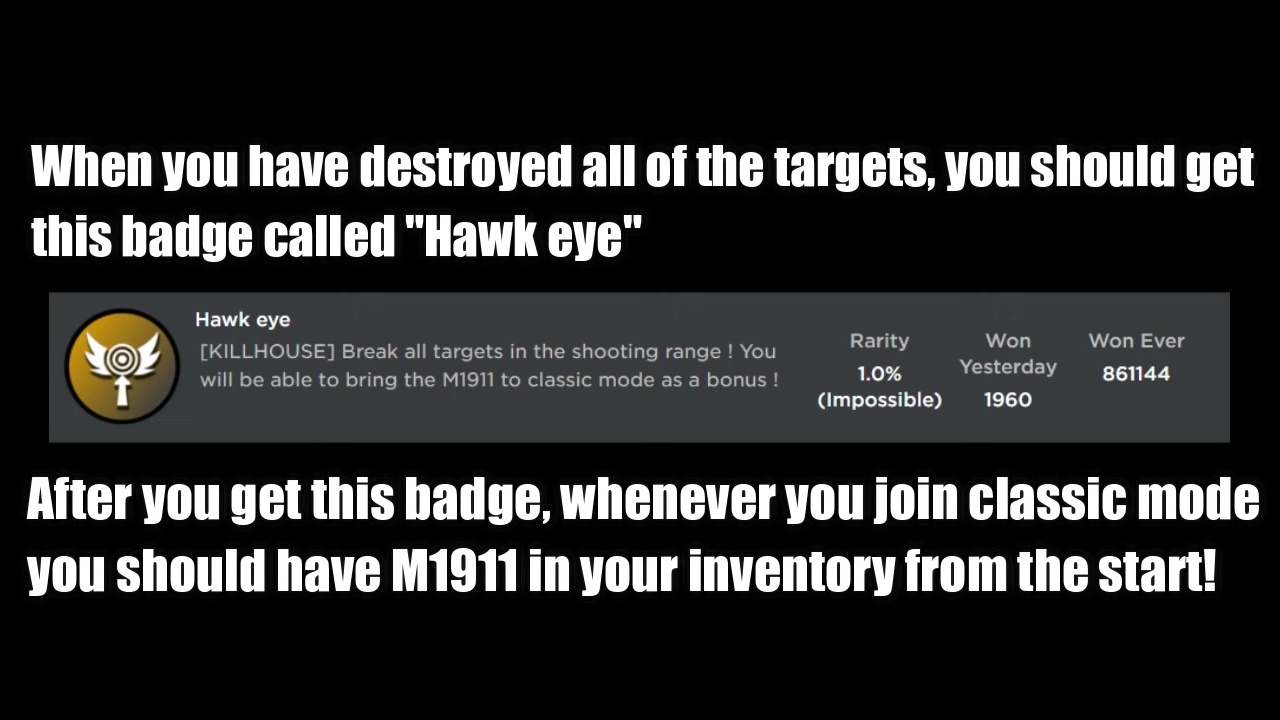 When you have destroyed all of the targets, you should get
this badge called "Hawk eye"
Hawk eye
[KILLHOUSE] Break all targets in the shooting range ! You
will be able to bring the M1911 to classic mode as a bonus !
Rarity
1.0%
(Impossible)
Won
Yesterday
1960
Won Ever
861144
After you get this badge, whenever you join classic mode
you should have M1911 in your inventory from the start!